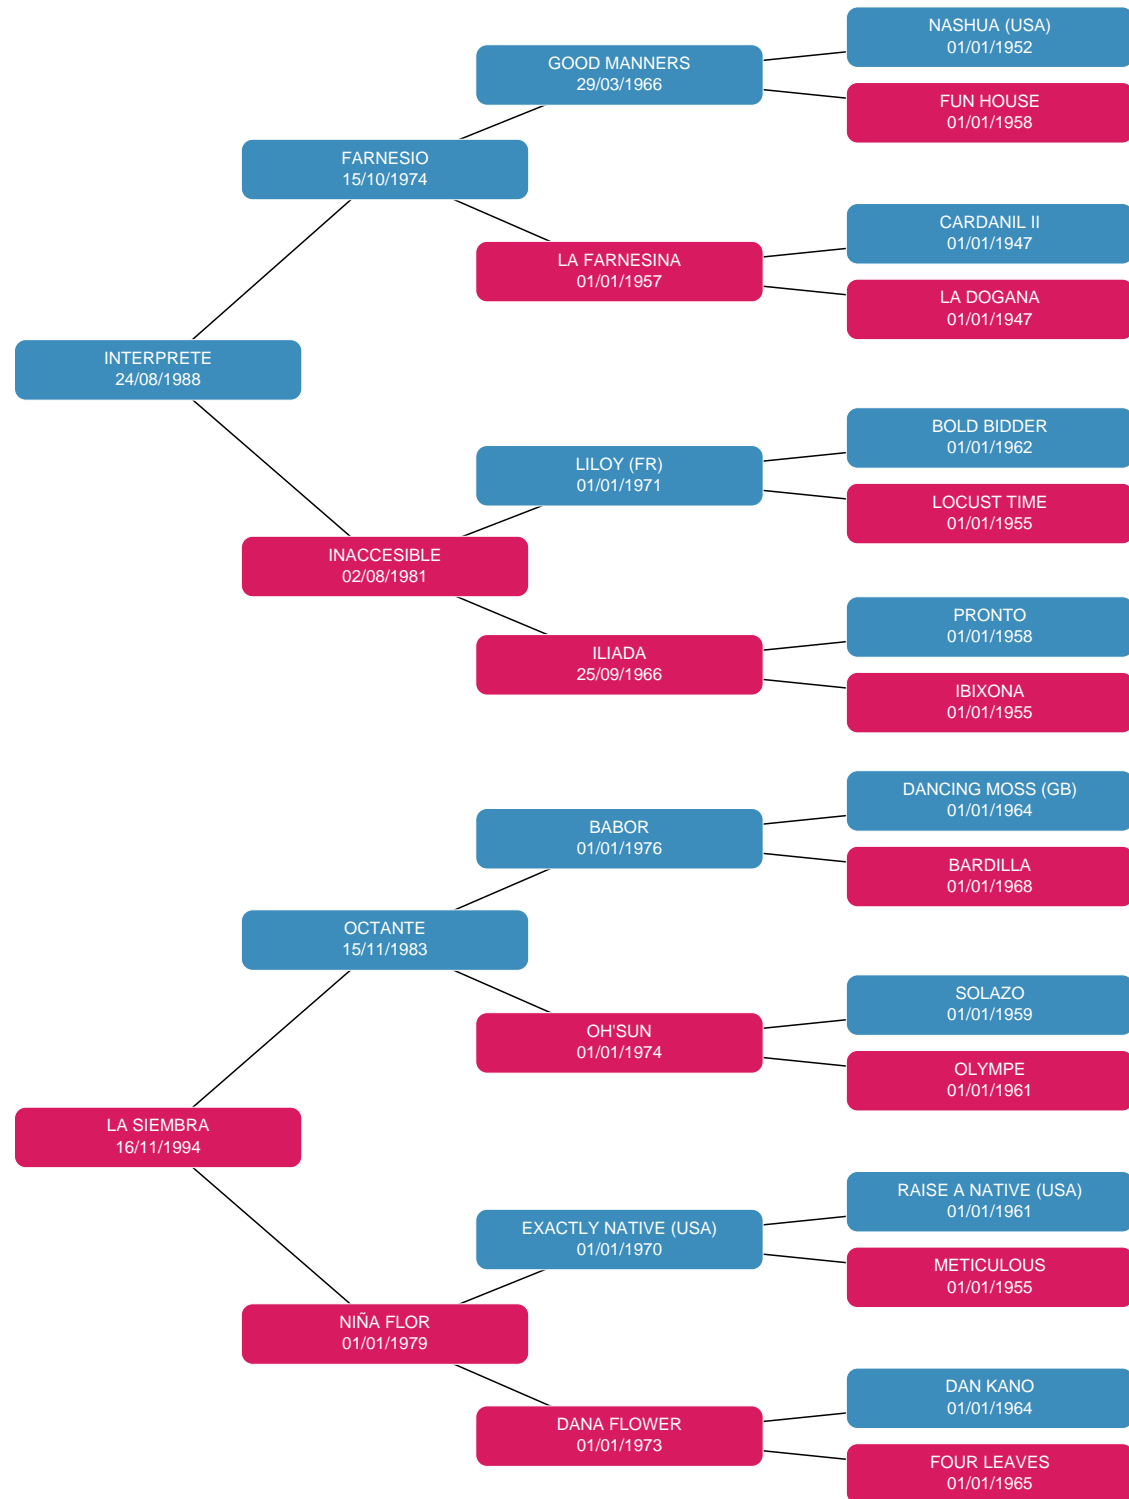 NASHUA (USA)
01/01/1952
GOOD MANNERS
29/03/1966
FUN HOUSE
01/01/1958
FARNESIO
15/10/1974
CARDANIL II
01/01/1947
LA FARNESINA
01/01/1957
LA DOGANA
01/01/1947
INTERPRETE
24/08/1988
BOLD BIDDER
01/01/1962
LILOY (FR)
01/01/1971
LOCUST TIME
01/01/1955
INACCESIBLE
02/08/1981
PRONTO
01/01/1958
ILIADA
25/09/1966
IBIXONA
01/01/1955
DANCING MOSS (GB)
01/01/1964
BABOR
01/01/1976
BARDILLA
01/01/1968
OCTANTE
15/11/1983
SOLAZO
01/01/1959
OH'SUN
01/01/1974
OLYMPE
01/01/1961
LA SIEMBRA
16/11/1994
RAISE A NATIVE (USA)
01/01/1961
EXACTLY NATIVE (USA)
01/01/1970
METICULOUS
01/01/1955
NIÑA FLOR
01/01/1979
DAN KANO
01/01/1964
DANA FLOWER
01/01/1973
FOUR LEAVES
01/01/1965